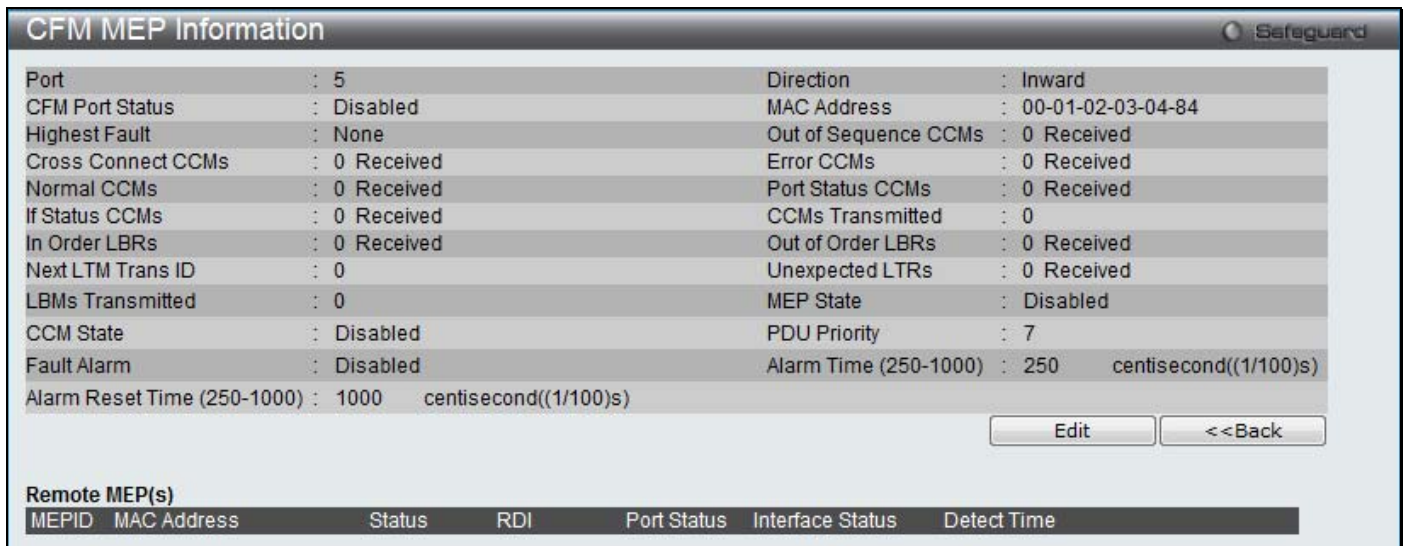 CFM MEP Information Safeguard
Port : 5 Direction : Inward
CFM Port Status : Disabled MAC Address : 00-01-02-03-04-84
Highest Fault : None Out of Sequence CCMs : 0 Received
Cross Connect CCMs : 0 Received Error CCMs : 0 Received
Normal CCMs : 0 Received Port Status CCMs : 0 Received
If Status CCMs : 0 Received CCMs Transmitted : 0
In Order LBRs : 0 Received Out of Order LBRs : 0 Received
Next LTM Trans ID : 0 Unexpected LTRs : 0 Received
LBMs Transmitted : 0 MEP State : Disabled
CCM State : Disabled PDU Priority : 7
Fault Alarm : Disabled Alarm Time (250-1000) : 250 centisecond((1/100)s)
Alarm Reset Time (250-1000) : 1000 centisecond((1/100)s)
Edit <<Back
Remote MEP(s)
MEPID MAC Address Status RDI Port Status Interface Status Detect Time